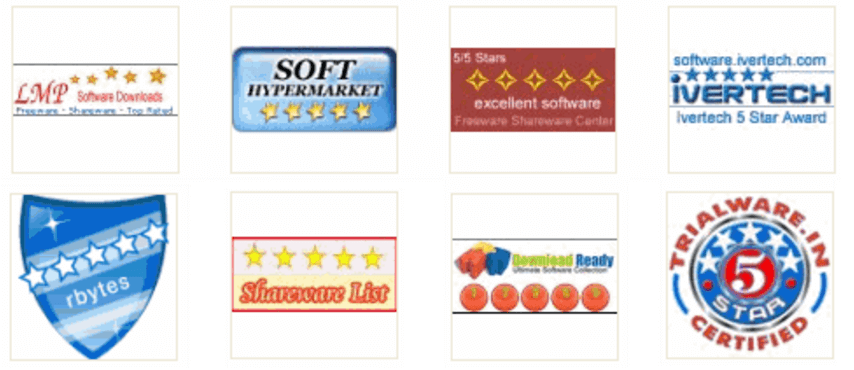 LMP Software Downloads
Freeware - Shareware - Top Rated
SOFT
HYPERMARKET
5/5 Stars
excellent software
Freeware Shareware Center
software.ivertech.com
iVERTECH
Ivertech 5 Star Award
rbytes
Shareware List
Download Ready
Ultimate Software Collection
TRIALWARE.IN
5
STAR
CERTIFIED